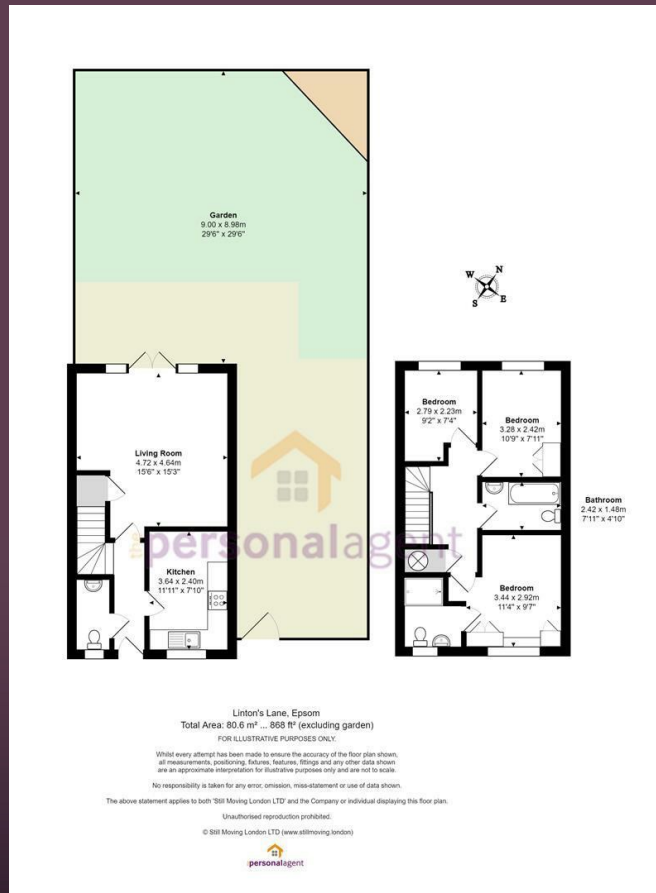 Garden
9.00 x 8.98m
29'6" x 29'6"
W
N
S
E
Living Room
4.72 x 4.64m
15'6" x 15'3"
Bedroom
2.79 x 2.23m
9'2" x 7'4"
Bedroom
3.28 x 2.42m
10'9" x 7'11"
Bathroom
2.42 x 1.48m
7'11" x 4'10"
the personalagent
Kitchen
3.64 x 2.40m
11'11" x 7'10"
Bedroom
3.44 x 2.92m
11'4" x 9'7"
Linton's Lane, Epsom
Total Area: 80.6 m² ... 868 ft² (excluding garden)
FOR ILLUSTRATIVE PURPOSES ONLY.
Whilst every attempt has been made to ensure the accuracy of the floor plan shown,
all measurements, positioning, fixtures, features, fittings and any other data shown
are an approximate interpretation for illustrative purposes only and are not to scale.
No responsibility is taken for any error, omission, miss-statement or use of data shown.
The above statement applies to both 'Still Moving London LTD' and the Company or individual displaying this floor plan.
Unauthorised reproduction prohibited.
© Still Moving London LTD (www.stillmoving.london)
the personalagent